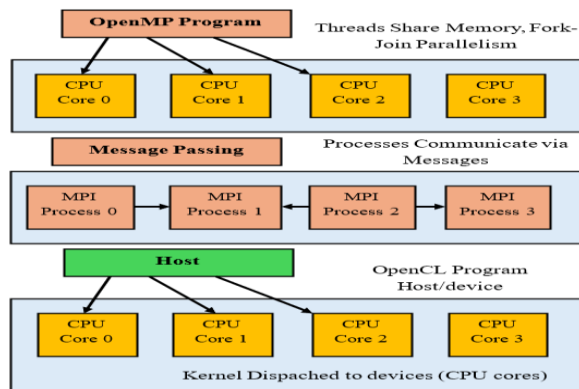 OpenMP Program
Threads Share Memory, Fork-
Join Parallelism
CPU
Core 0
CPU
Core 1
CPU
Core 2
CPU
Core 3
Message Passing
Processes Communicate via
Messages
MPI
Process 0
MPI
Process 1
MPI
Process 2
MPI
Process 3
Host
OpenCL Program
Host/device
CPU
Core 0
CPU
Core 1
CPU
Core 2
CPU
Core 3
Kernel Dispached to devices (CPU cores)